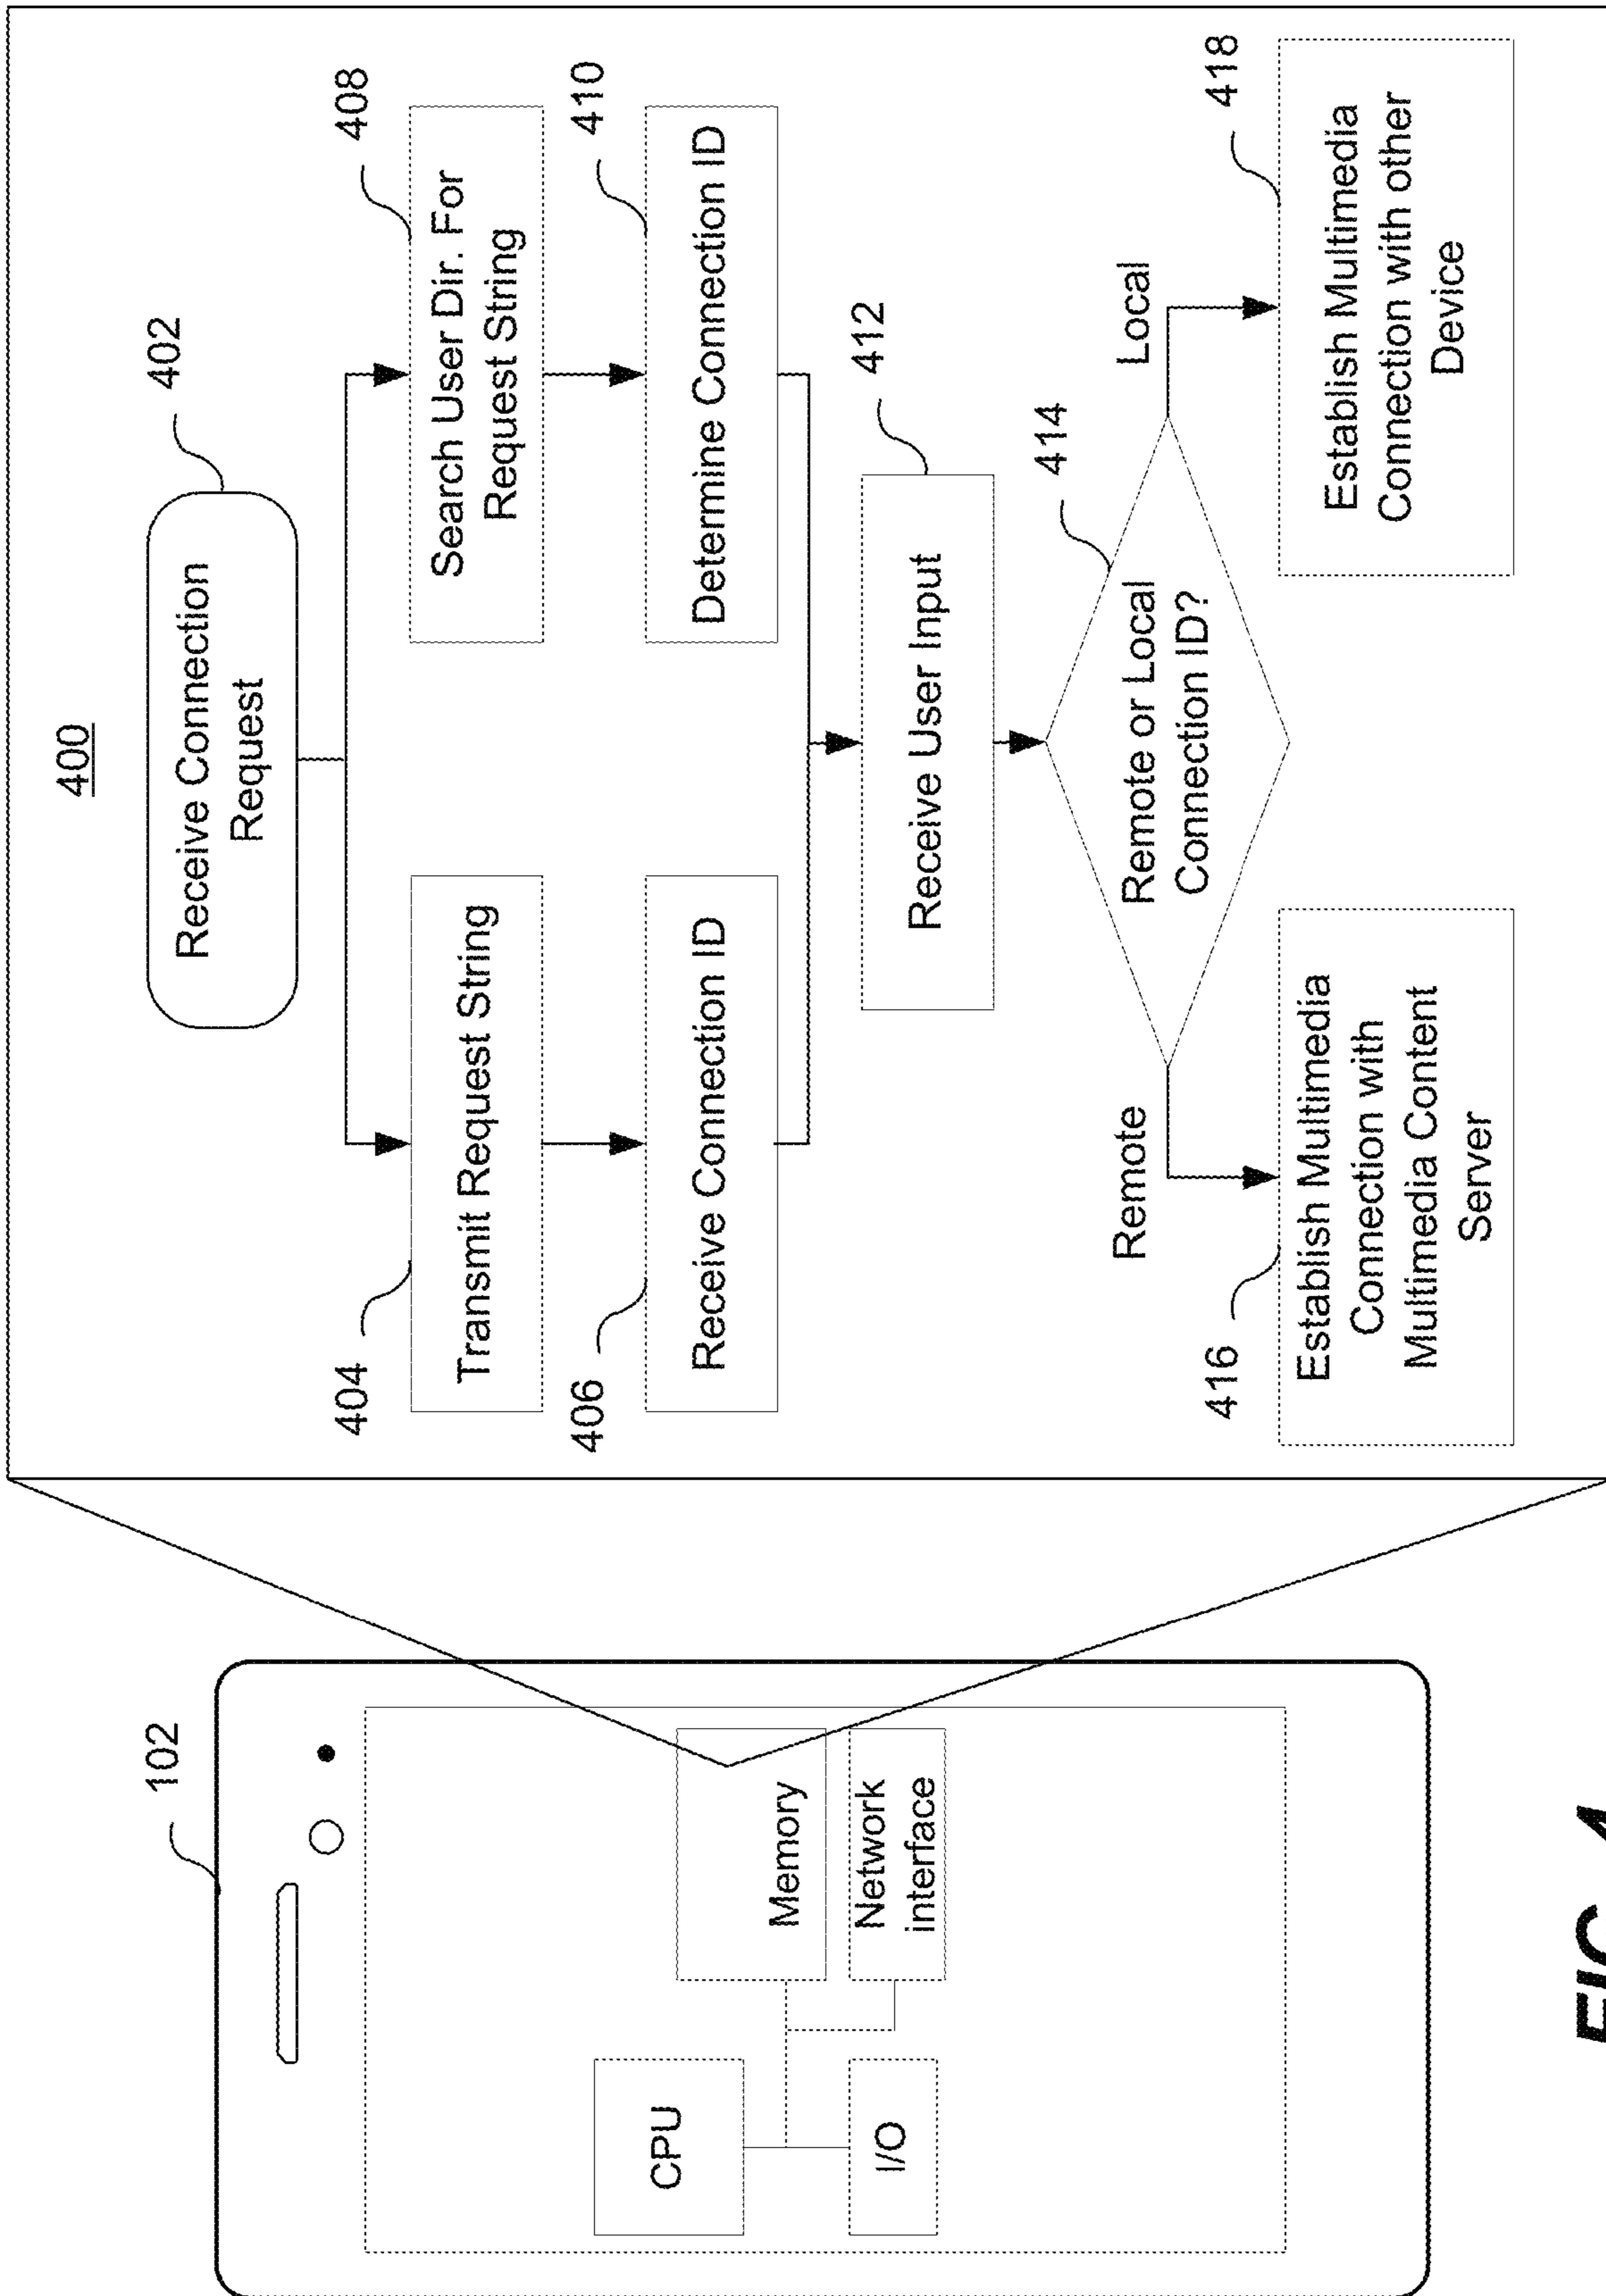 102
CPU
Memory
I/O
Network
interface
400
Receive Connection
Request
402
404
Transmit Request String
408
Search User Dir. For
Request String
406
Receive Connection ID
410
Determine Connection ID
412
Receive User Input
414
Remote or Local
Connection ID?
Remote
Local
416
Establish Multimedia
Connection with
Multimedia Content
Server
418
Establish Multimedia
Connection with other
Device
FIG. 4